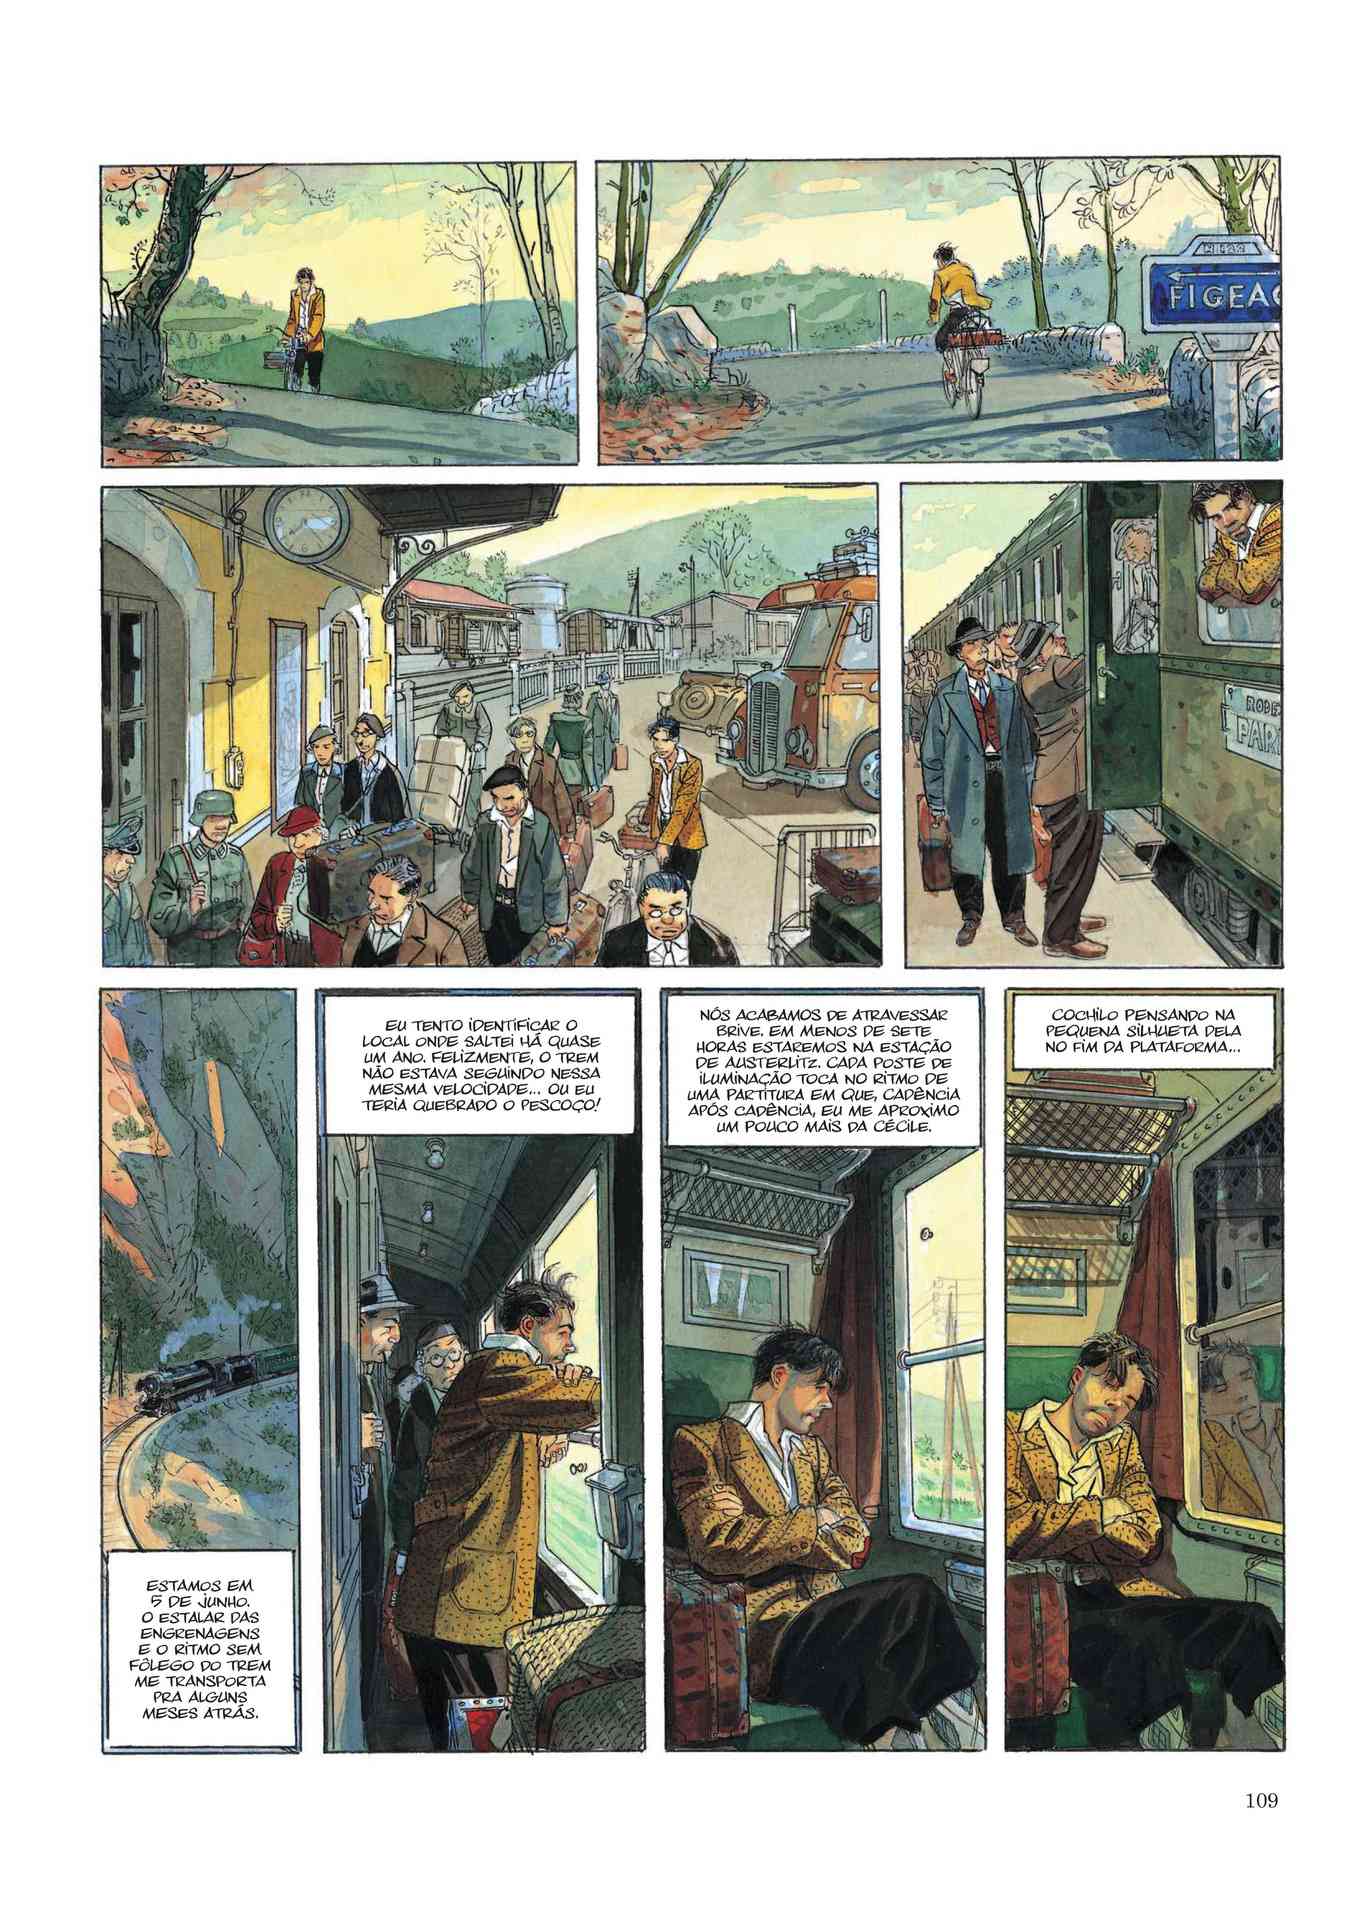 FIGEAC
RODE
PAR
EU TENTO IDENTIFICAR O
LOCAL ONDE SALTEI HÁ QUASE
UM ANO. FELIZMENTE, O TREM
NÃO ESTAVA SEGUINDO NESSA
MESMA VELOCIDADE... OU EU
TERIA QUEBRADO O PESCOÇO!
NÓS ACABAMOS DE ATRAVESSAR
BRIVE. EM MENOS DE SETE
HORAS ESTAREMOS NA ESTAÇÃO
DE AUSTERLITZ. CADA POSTE DE
ILUMINAÇÃO TOCA NO RITMO DE
UMA PARTITURA EM QUE, CADÊNCIA
APÓS CADÊNCIA, EU ME APROXIMO
UM POUCO MAIS DA CÉCILE.
COCHILO PENSANDO NA
PEQUENA SILHUETA DELA
NO FIM DA PLATAFORMA...
ESTAMOS EM
5 DE JUNHO.
O ESTALAR DAS
ENGRENAGENS
E O RITMO SEM
FÔLEGO DO TREM
ME TRANSPORTA
PRA ALGUNS
MESES ATRÁS.
109